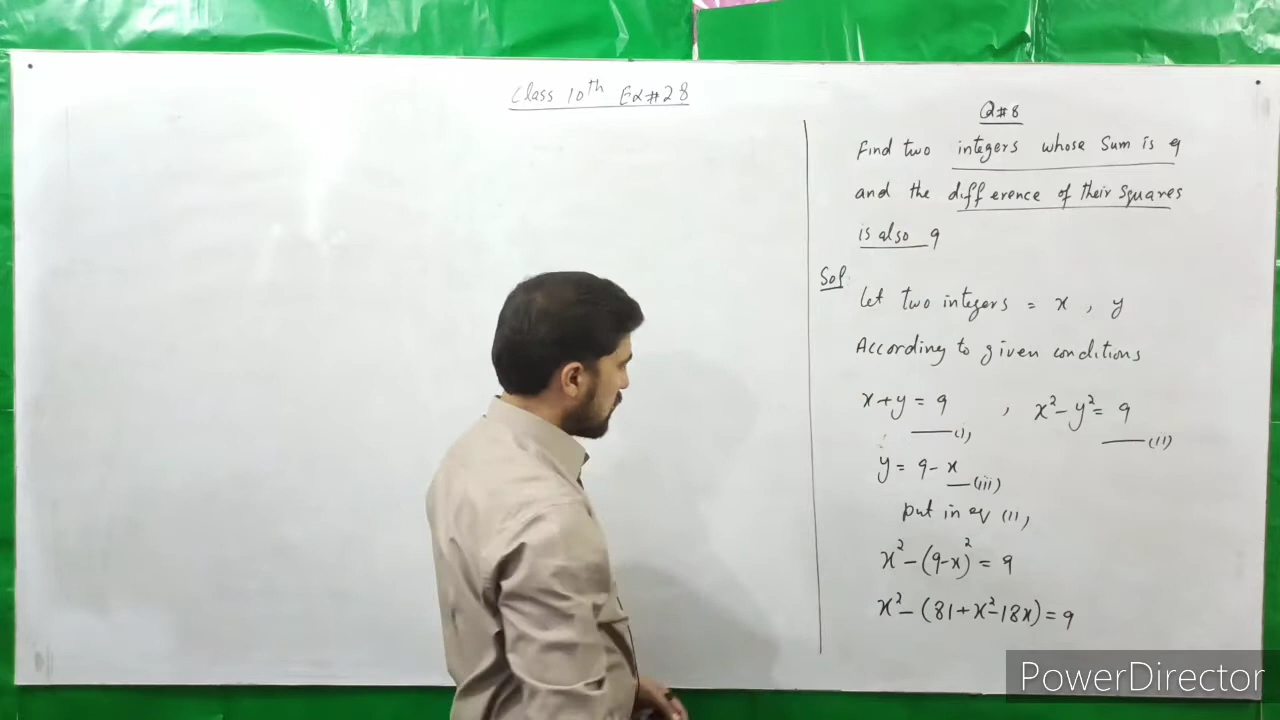 Class 10th Ex#28
Q#8
Find two integers whose Sum is 9
and the difference of their squares
is also 9
Sol
Let two integers = x , y
According to given conditions
x+y = 9 —(i) , x²-y² = 9 —(ii)
y = 9-x —(iii)
put in eq (ii)
x²-(9-x)² = 9
x²-(81+x²-18x)=9
PowerDirector